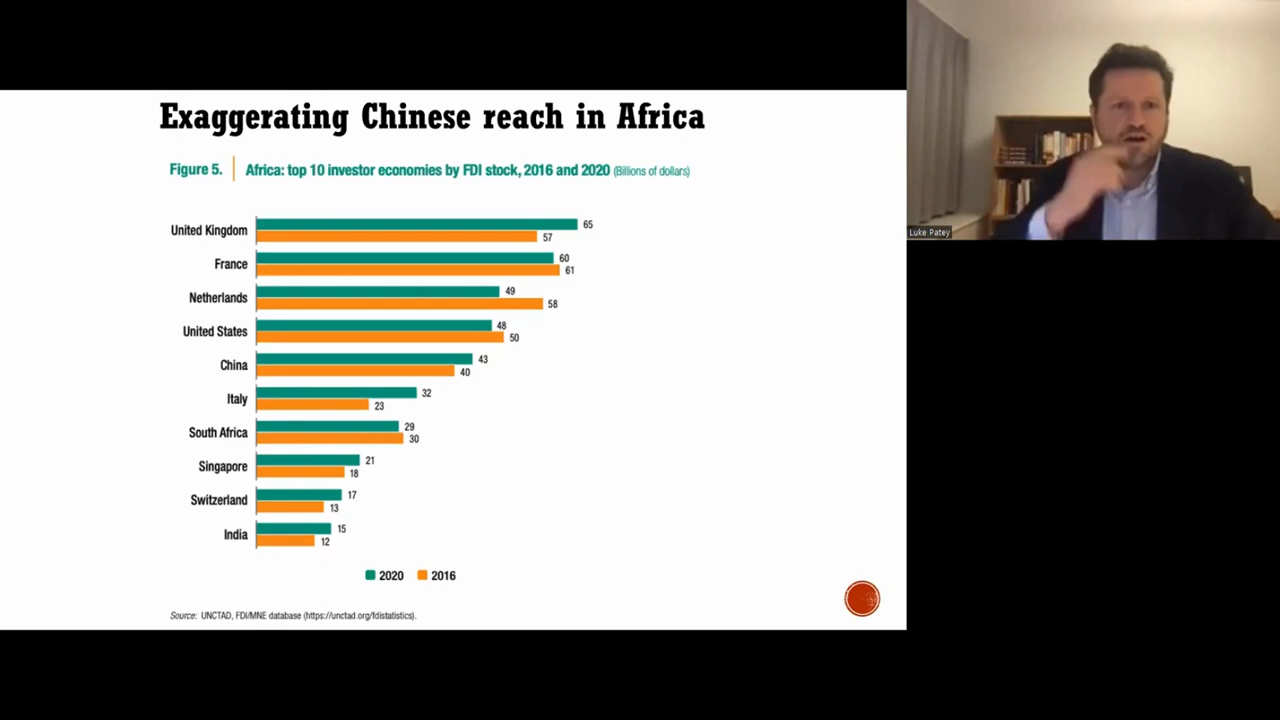 Exaggerating Chinese reach in Africa
Figure 5. Africa: top 10 investor economies by FDI stock, 2016 and 2020 (Billions of dollars)
United Kingdom 65 57
France 60 61
Netherlands 49 58
United States 48 50
China 43 40
Italy 32 23
South Africa 29 30
Singapore 21 18
Switzerland 17 13
India 15 12
2020 2016
Source: UNCTAD, FDI/MNE database (https://unctad.org/fdistatistics).
Luke Patey